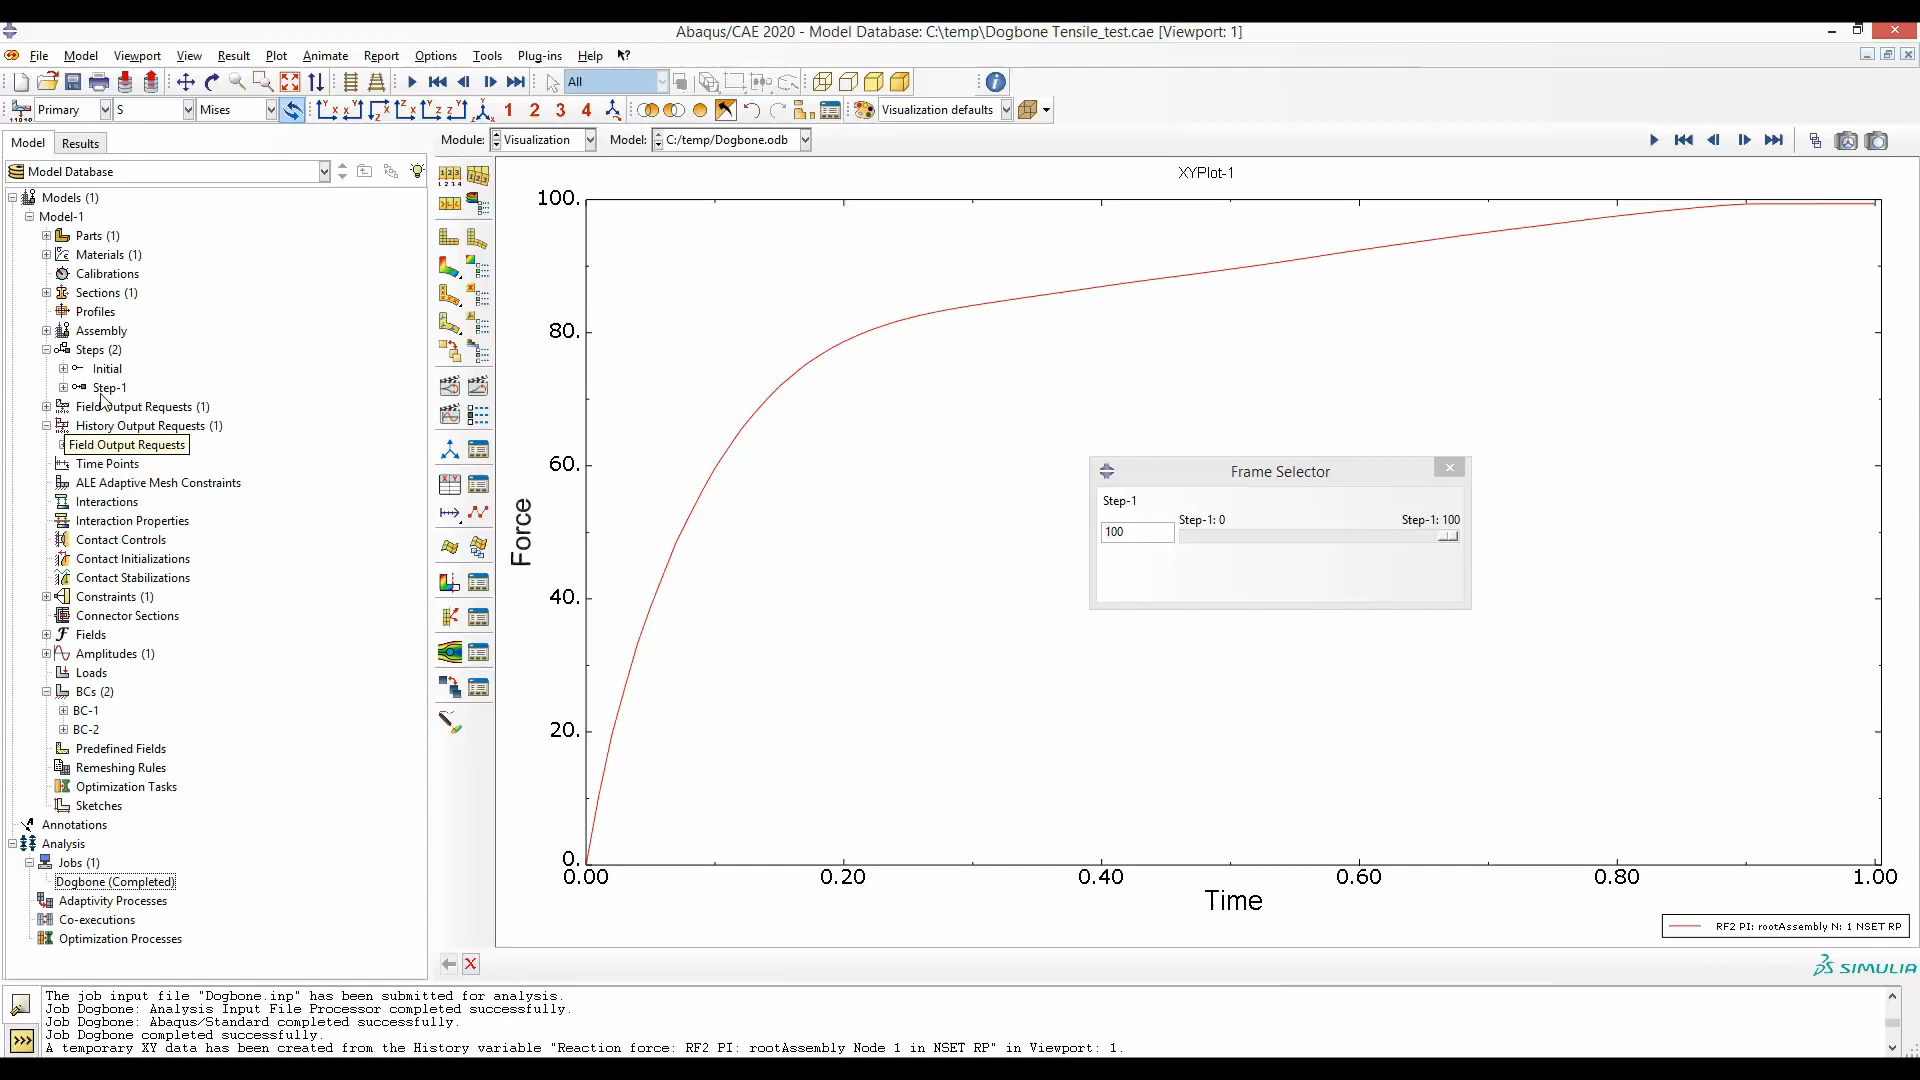 Abaqus/CAE 2020 - Model Database: C:\temp\Dogbone Tensile_test.cae [Viewport: 1]
File Model Viewport View Result Plot Animate Report Options Tools Plug-ins Help
All
Primary S Mises 1 2 3 4 Visualization defaults
Model Results
Module: Visualization Model: C:/temp/Dogbone.odb
Model Database
Models (1)
Model-1
Parts (1)
Materials (1)
Calibrations
Sections (1)
Profiles
Assembly
Steps (2)
Initial
Step-1
Field Output Requests (1)
History Output Requests (1)
Field Output Requests
Time Points
ALE Adaptive Mesh Constraints
Interactions
Interaction Properties
Contact Controls
Contact Initializations
Contact Stabilizations
Constraints (1)
Connector Sections
Fields
Amplitudes (1)
Loads
BCs (2)
BC-1
BC-2
Predefined Fields
Remeshing Rules
Optimization Tasks
Sketches
Annotations
Analysis
Jobs (1)
Dogbone (Completed)
Adaptivity Processes
Co-executions
Optimization Processes
XYPlot-1
100.
80.
60.
40.
20.
0.
Force
0.00 0.20 0.40 0.60 0.80 1.00
Time
RF2 PI: rootAssembly N: 1 NSET RP
Frame Selector
Step-1
Step-1: 0 Step-1: 100
100
SIMULIA
The job input file "Dogbone.inp" has been submitted for analysis.
Job Dogbone: Analysis Input File Processor completed successfully.
Job Dogbone: Abaqus/Standard completed successfully.
Job Dogbone completed successfully.
A temporary XY data has been created from the History variable "Reaction force: RF2 PI: rootAssembly Node 1 in NSET RP" in Viewport: 1.